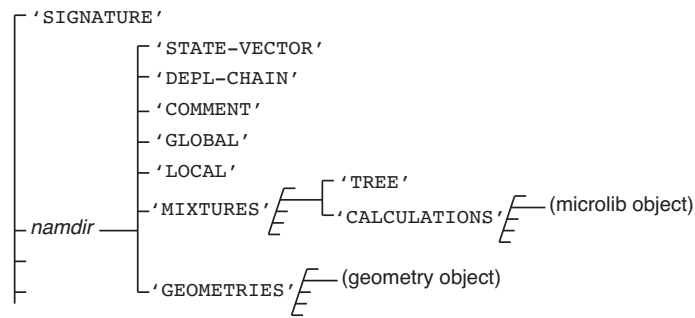 ‘SIGNATURE’
‘STATE-VECTOR’
‘DEPL-CHAIN’
‘COMMENT’
‘GLOBAL’
‘LOCAL’
‘TREE’
‘MIXTURES’
‘CALCULATIONS’ (microlib object)
namdir
(geometry object)
‘GEOMETRIES’